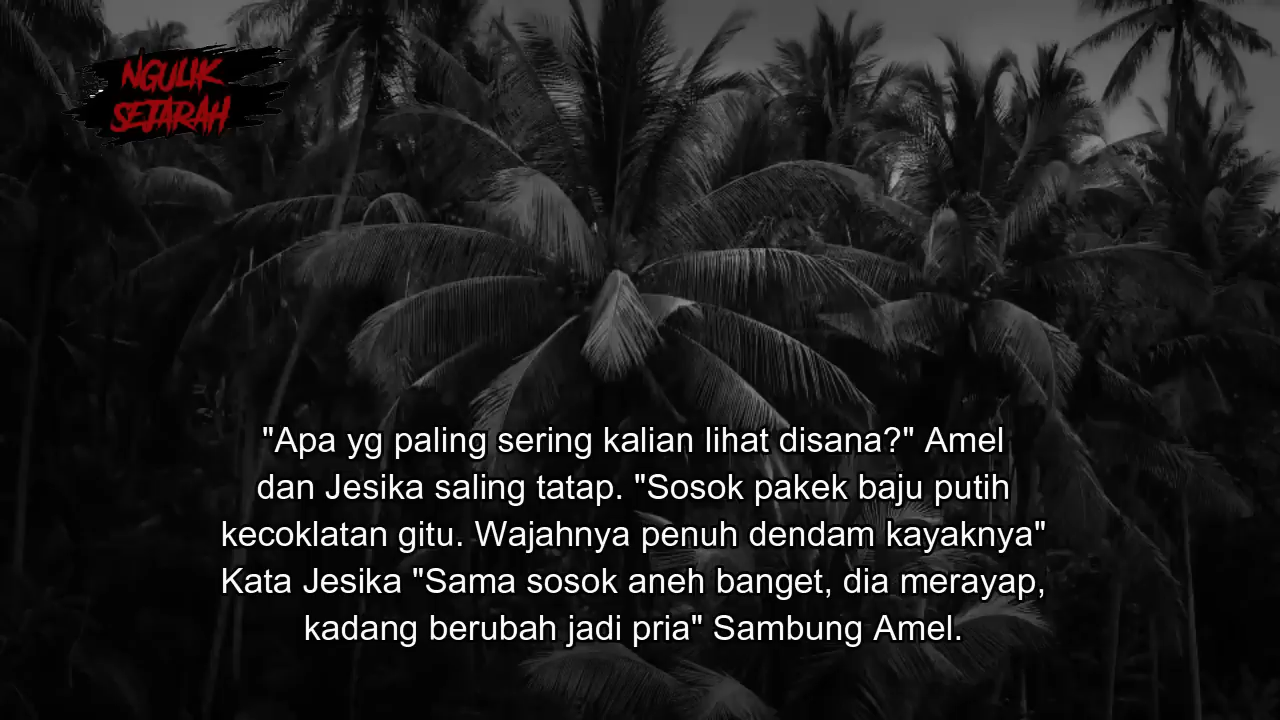 NGULIK
SEJARAH
"Apa yg paling sering kalian lihat disana?" Amel
dan Jesika saling tatap. "Sosok pakek baju putih
kecoklatan gitu. Wajahnya penuh dendam kayaknya"
Kata Jesika "Sama sosok aneh banget, dia merayap,
kadang berubah jadi pria" Sambung Amel.